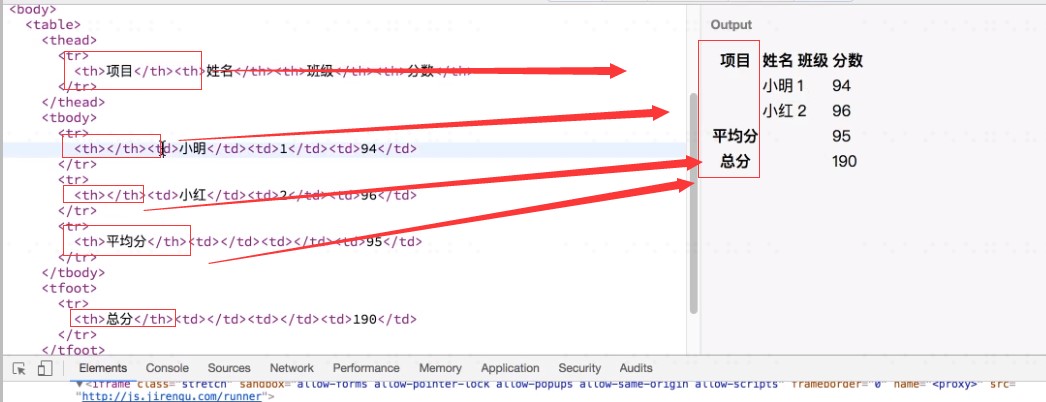 <body>
<table>
<thead>
<tr>
<th>项目</th><th>姓名</th><th>班级</th><th>分数</th>
</tr>
</thead>
<tbody>
<tr>
<th></th><td>小明</td><td>1</td><td>94</td>
</tr>
<tr>
<th></th><td>小红</td><td>2</td><td>96</td>
</tr>
<tr>
<th>平均分</th><td></td><td></td><td>95</td>
</tr>
</tbody>
<tfoot>
<tr>
<th>总分</th><td></td><td></td><td>190</td>
</tr>
</tfoot>
Output
项目 姓名 班级 分数
小明 1 94
小红 2 96
平均分 95
总分 190
Elements Console Sources Network Performance Memory Application Security Audits
▼<iframe class="stretch" sandbox="allow-forms allow-pointer-lock allow-popups allow-same-origin allow-scripts" frameborder="0" name="<proxy>" src=
"http://js.jirengu.com/runner">